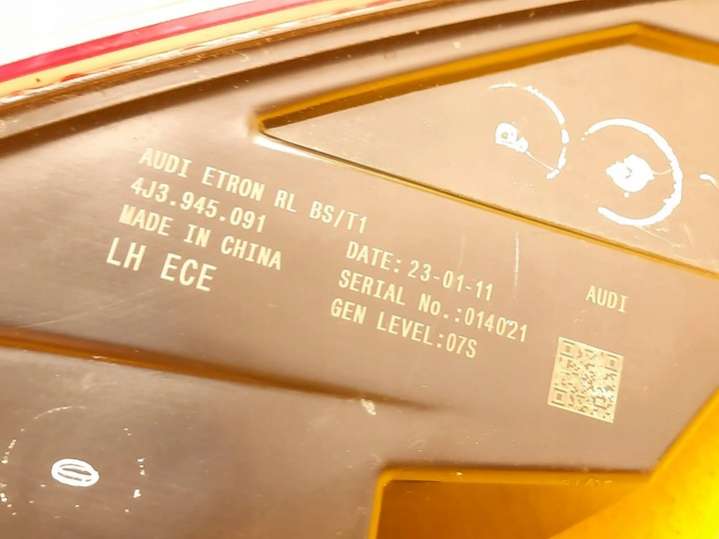 AUDI ETRON RL BS/T1
4J3.945.091
MADE IN CHINA
LH ECE
DATE: 23-01-11
SERIAL No.:014021
GEN LEVEL:07S
AUDI